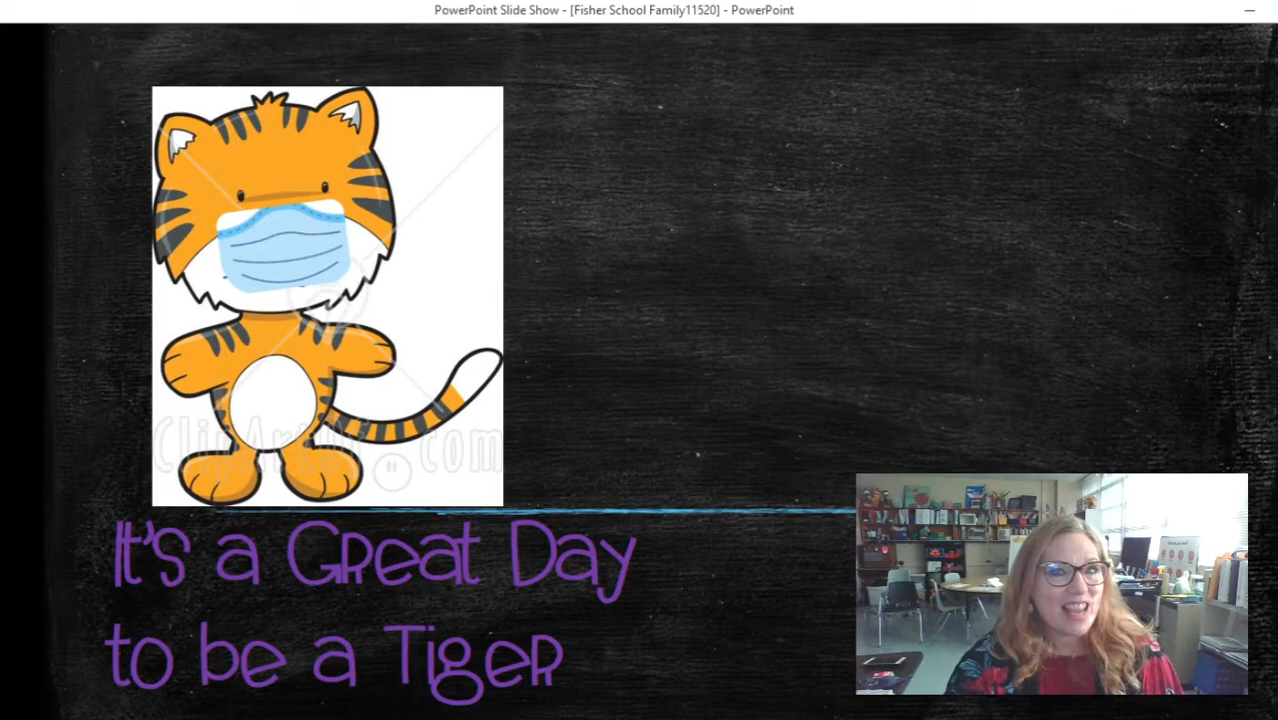 PowerPoint Slide Show - [Fisher School Family11520] - PowerPoint
It's a Great Day
to be a Tiger